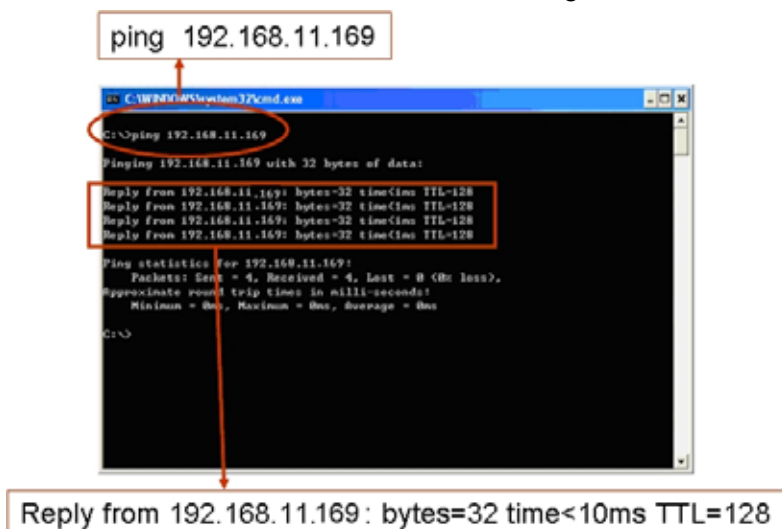 ping 192.168.11.169
C:\WINDOWS\system32\cmd.exe
C:\>ping 192.168.11.169
Pinging 192.168.11.169 with 32 bytes of data:
Reply from 192.168.11.169: bytes=32 time<1ms TTL=128
Reply from 192.168.11.169: bytes=32 time<1ms TTL=128
Reply from 192.168.11.169: bytes=32 time<1ms TTL=128
Reply from 192.168.11.169: bytes=32 time<1ms TTL=128
Ping statistics for 192.168.11.169:
Packets: Sent = 4, Received = 4, Lost = 0 (0% loss),
Approximate round trip times in milli-seconds:
Minimum = 0ms, Maximum = 0ms, Average = 0ms
C:\>
Reply from 192.168.11.169: bytes=32 time<10ms TTL=128